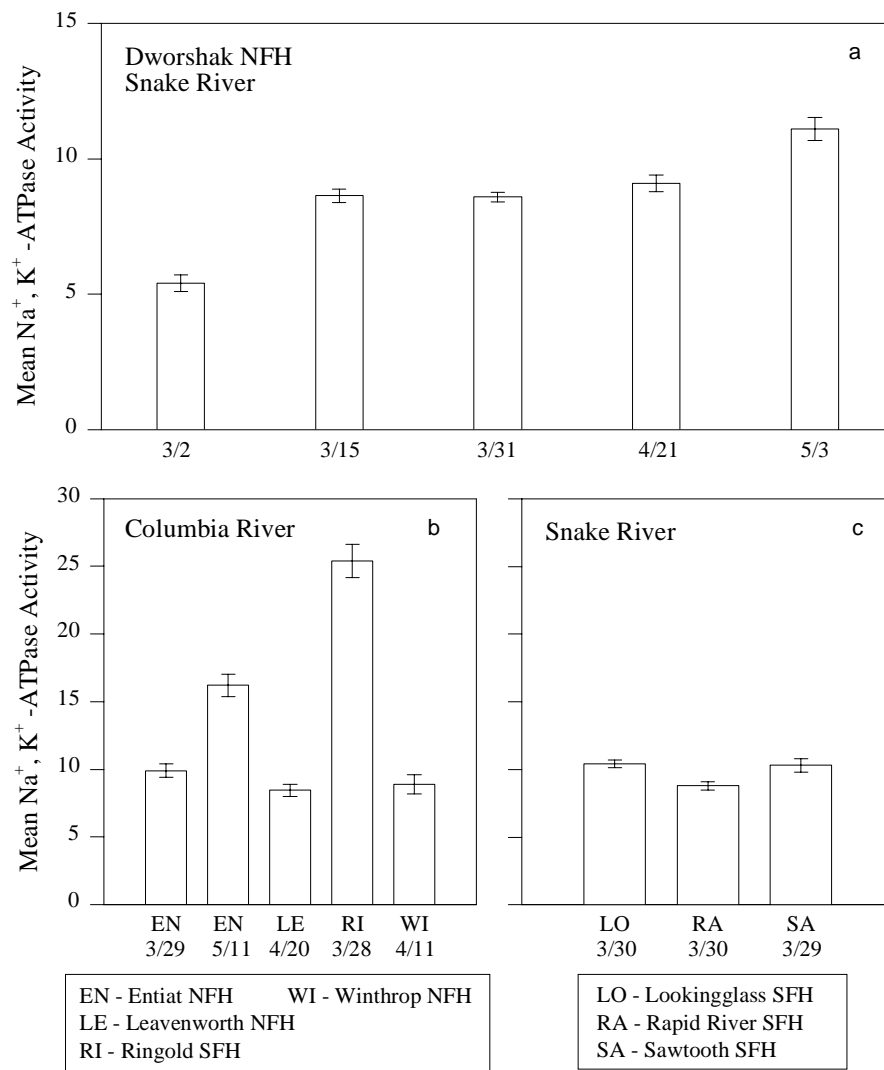 15
10
5
0
Mean Na+, K+ -ATPase Activity
Dworshak NFH
Snake River
a
3/2 3/15 3/31 4/21 5/3
30
25
20
15
10
5
0
Mean Na+, K+ -ATPase Activity
Columbia River b
EN EN LE RI WI
3/29 5/11 4/20 3/28 4/11
Snake River c
LO RA SA
3/30 3/30 3/29
EN - Entiat NFH WI - Winthrop NFH
LE - Leavenworth NFH
RI - Ringold SFH
LO - Lookingglass SFH
RA - Rapid River SFH
SA - Sawtooth SFH